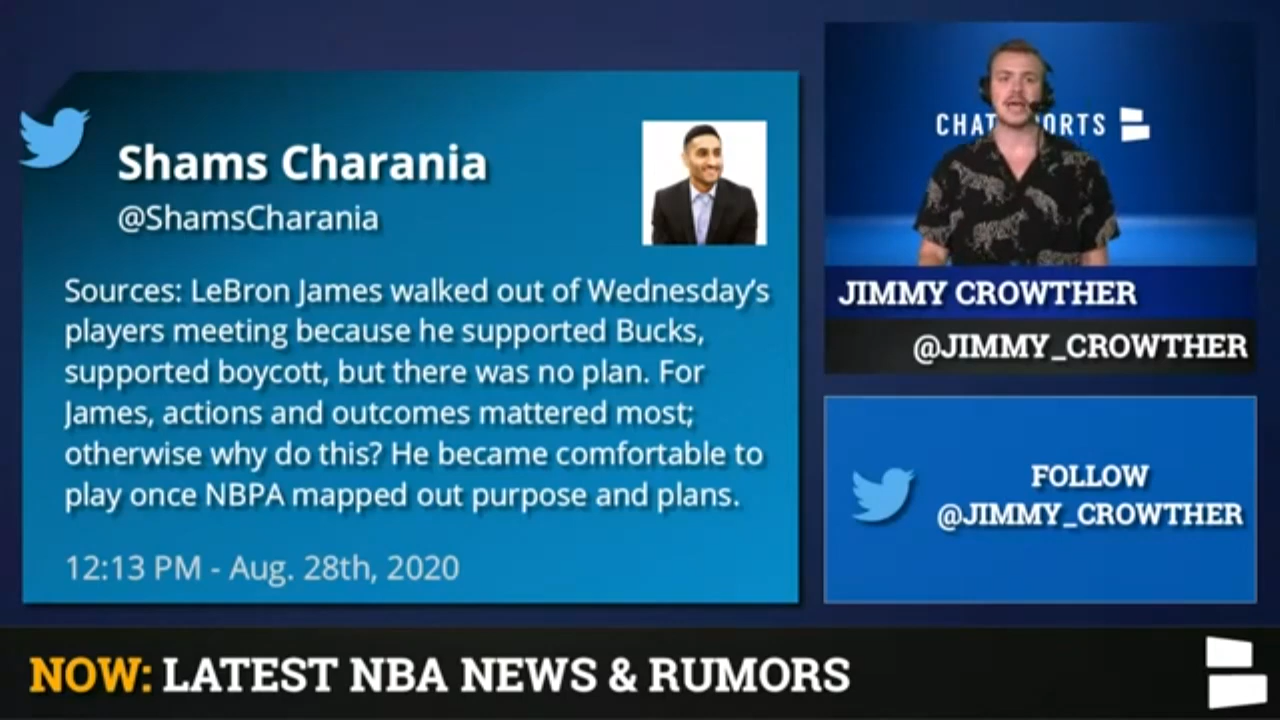 Shams Charania
@ShamsCharania
Sources: LeBron James walked out of Wednesday's
players meeting because he supported Bucks,
supported boycott, but there was no plan. For
James, actions and outcomes mattered most;
otherwise why do this? He became comfortable to
play once NBPA mapped out purpose and plans.
12:13 PM - Aug. 28th, 2020
CHAT ORTS
JIMMY CROWTHER
@JIMMY_CROWTHER
FOLLOW
@JIMMY_CROWTHER
NOW: LATEST NBA NEWS & RUMORS